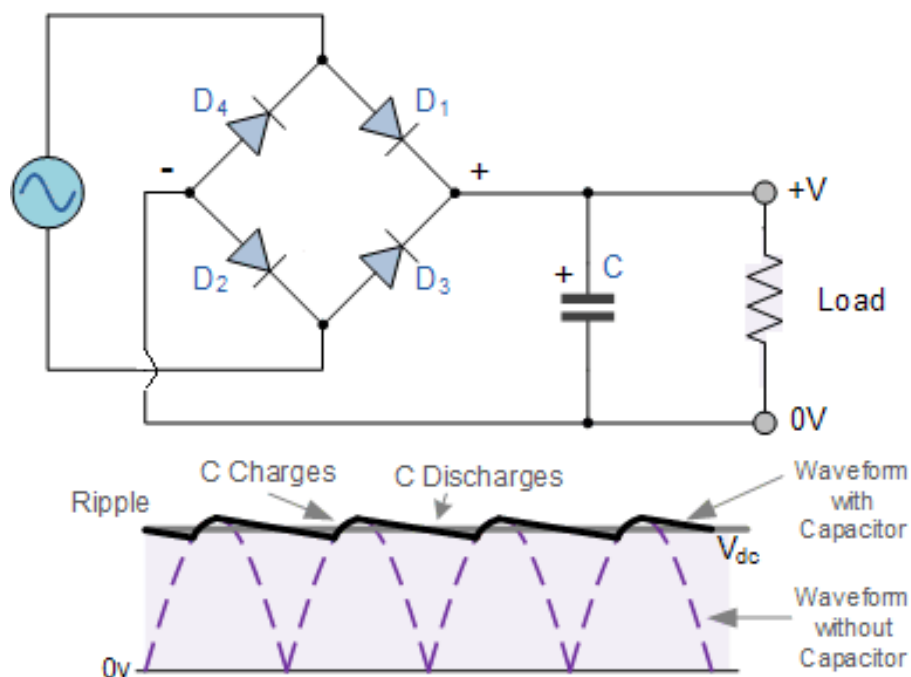 D₄
D₁
-
+
+V
D₂
D₃
+
C
Load
0V
C Charges
C Discharges
Waveform
with
Capacitor
Ripple
Vdc
Waveform
without
Capacitor
0v